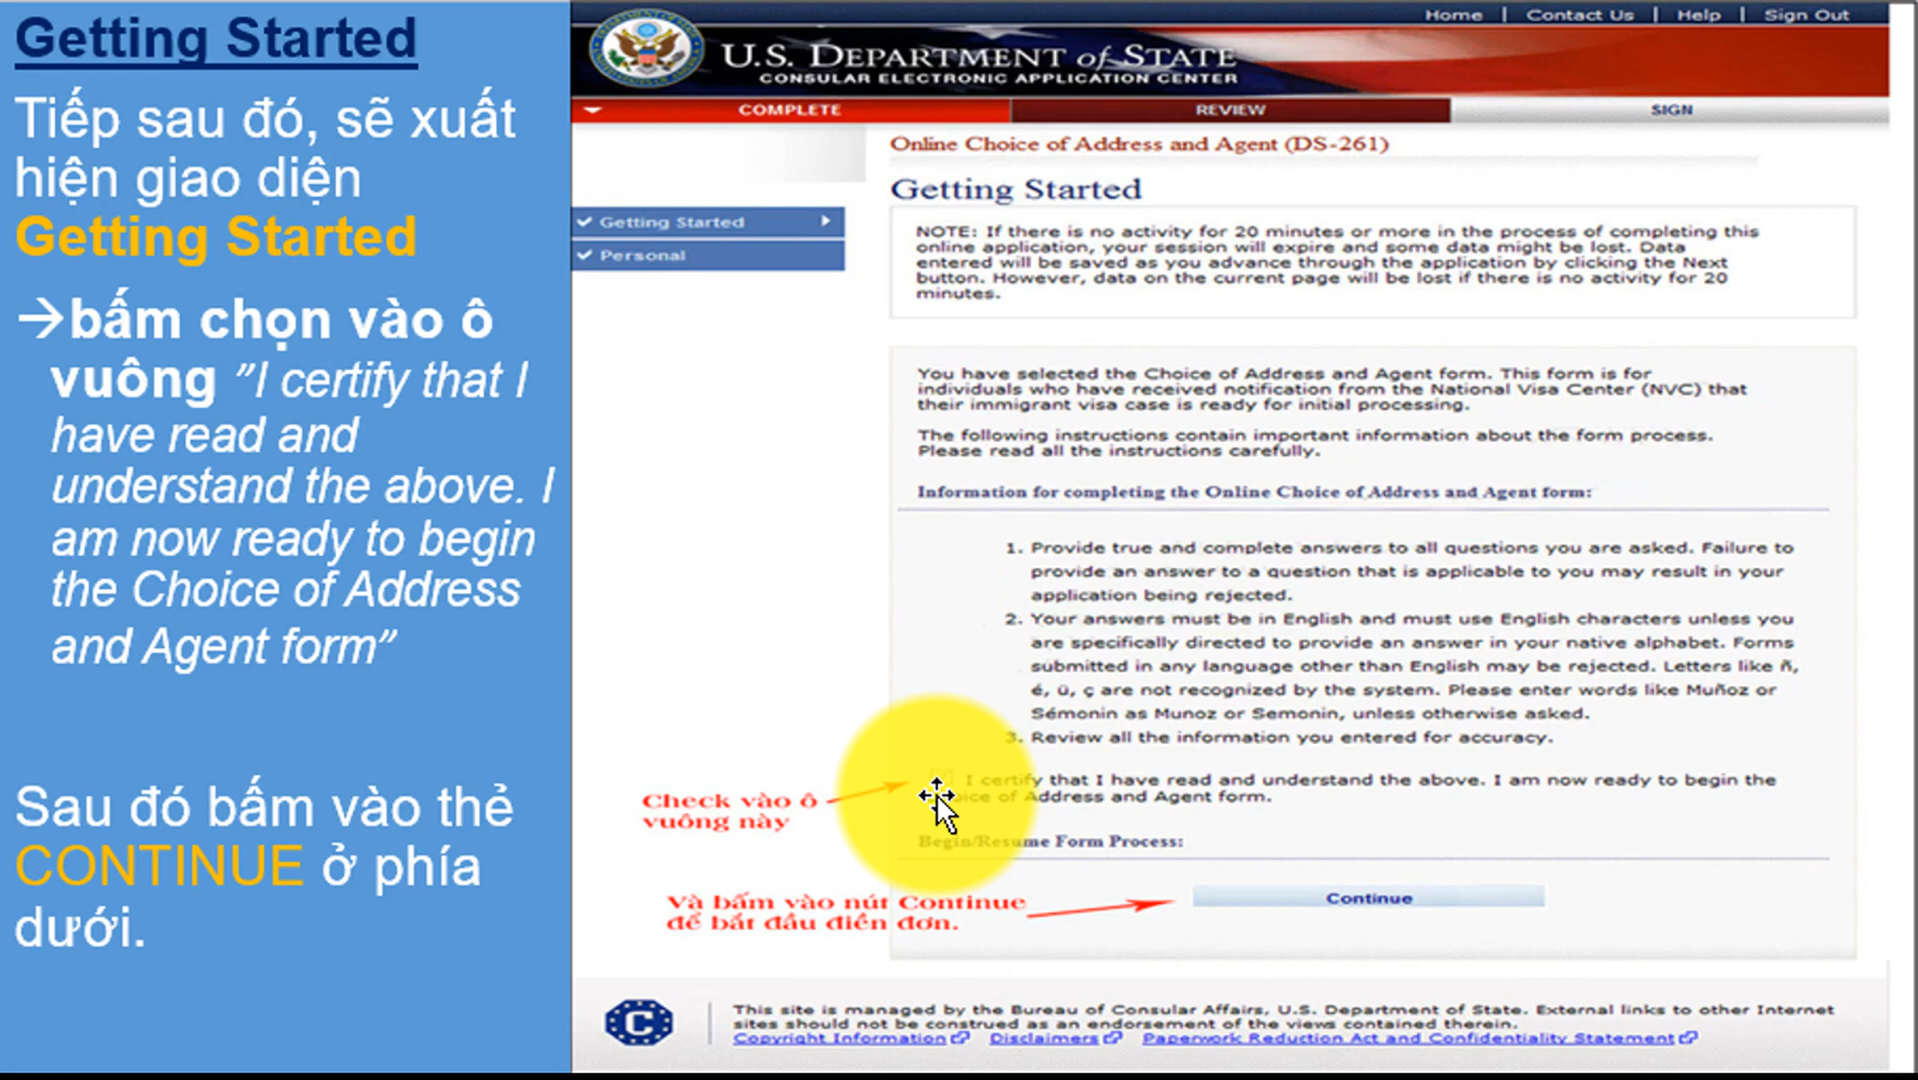 Getting Started
Tiếp sau đó, sẽ xuất
hiện giao diện
Getting Started
→bấm chọn vào ô
vuông ”I certify that I
have read and
understand the above. I
am now ready to begin
the Choice of Address
and Agent form”
Sau đó bấm vào thẻ
CONTINUE ở phía
dưới.
Home | Contact Us | Help | Sign Out
U.S. DEPARTMENT of STATE
CONSULAR ELECTRONIC APPLICATION CENTER
COMPLETE REVIEW SIGN
Online Choice of Address and Agent (DS-261)
Getting Started
Getting Started
Personal
NOTE: If there is no activity for 20 minutes or more in the process of completing this
online application, your session will expire and some data might be lost. Data
entered will be saved as you advance through the application by clicking the Next
button. However, data on the current page will be lost if there is no activity for 20
minutes.
You have selected the Choice of Address and Agent form. This form is for
individuals who have received notification from the National Visa Center (NVC) that
their immigrant visa case is ready for initial processing.
The following instructions contain important information about the form process.
Please read all the instructions carefully.
Information for completing the Online Choice of Address and Agent form:
1. Provide true and complete answers to all questions you are asked. Failure to
provide an answer to a question that is applicable to you may result in your
application being rejected.
2. Your answers must be in English and must use English characters unless you
are specifically directed to provide an answer in your native alphabet. Forms
submitted in any language other than English may be rejected. Letters like ñ,
é, ü, ç are not recognized by the system. Please enter words like Muñoz or
Sémonin as Munoz or Semonin, unless otherwise asked.
3. Review all the information you entered for accuracy.
I certify that I have read and understand the above. I am now ready to begin the
of Address and Agent form.
Check vào ô
vuông này
Begin/Resume Form Process:
Và bấm vào nút Continue
để bắt đầu điền đơn.
Continue
C
This site is managed by the Bureau of Consular Affairs, U.S. Department of State. External links to other Internet
sites should not be construed as an endorsement of the views contained therein.
Copyright Information Disclaimers Paperwork Reduction Act and Confidentiality Statement